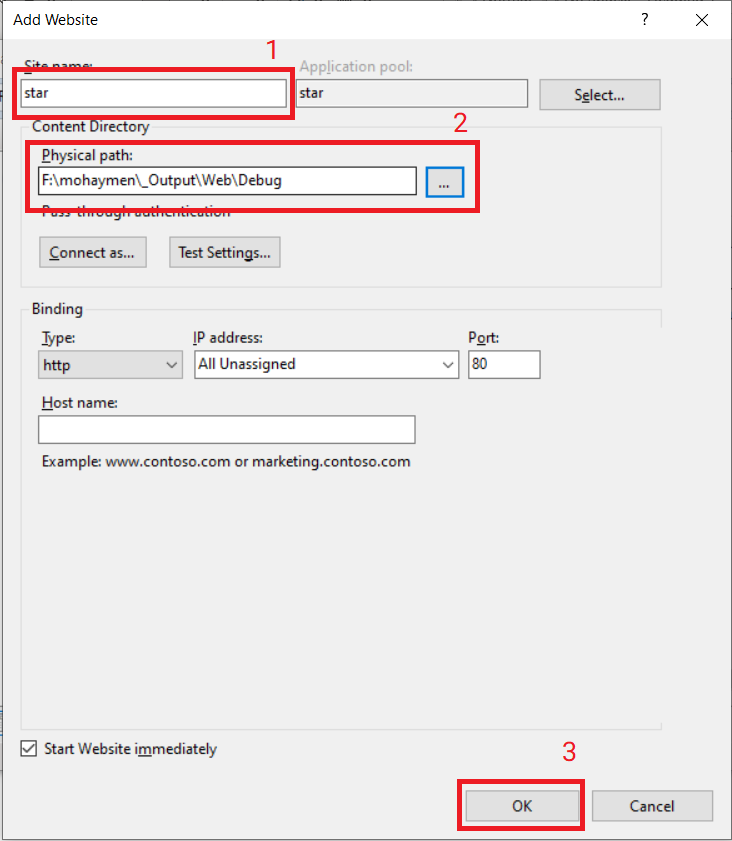 Add Website
?
1
Site name:
Application pool:
star
star
Select...
Content Directory
2
Physical path:
F:\mohaymen\_Output\Web\Debug
...
Pass-through authentication
Connect as...
Test Settings...
Binding
Type:
IP address:
Port:
http
All Unassigned
80
Host name:
Example: www.contoso.com or marketing.contoso.com
Start Website immediately
3
OK
Cancel